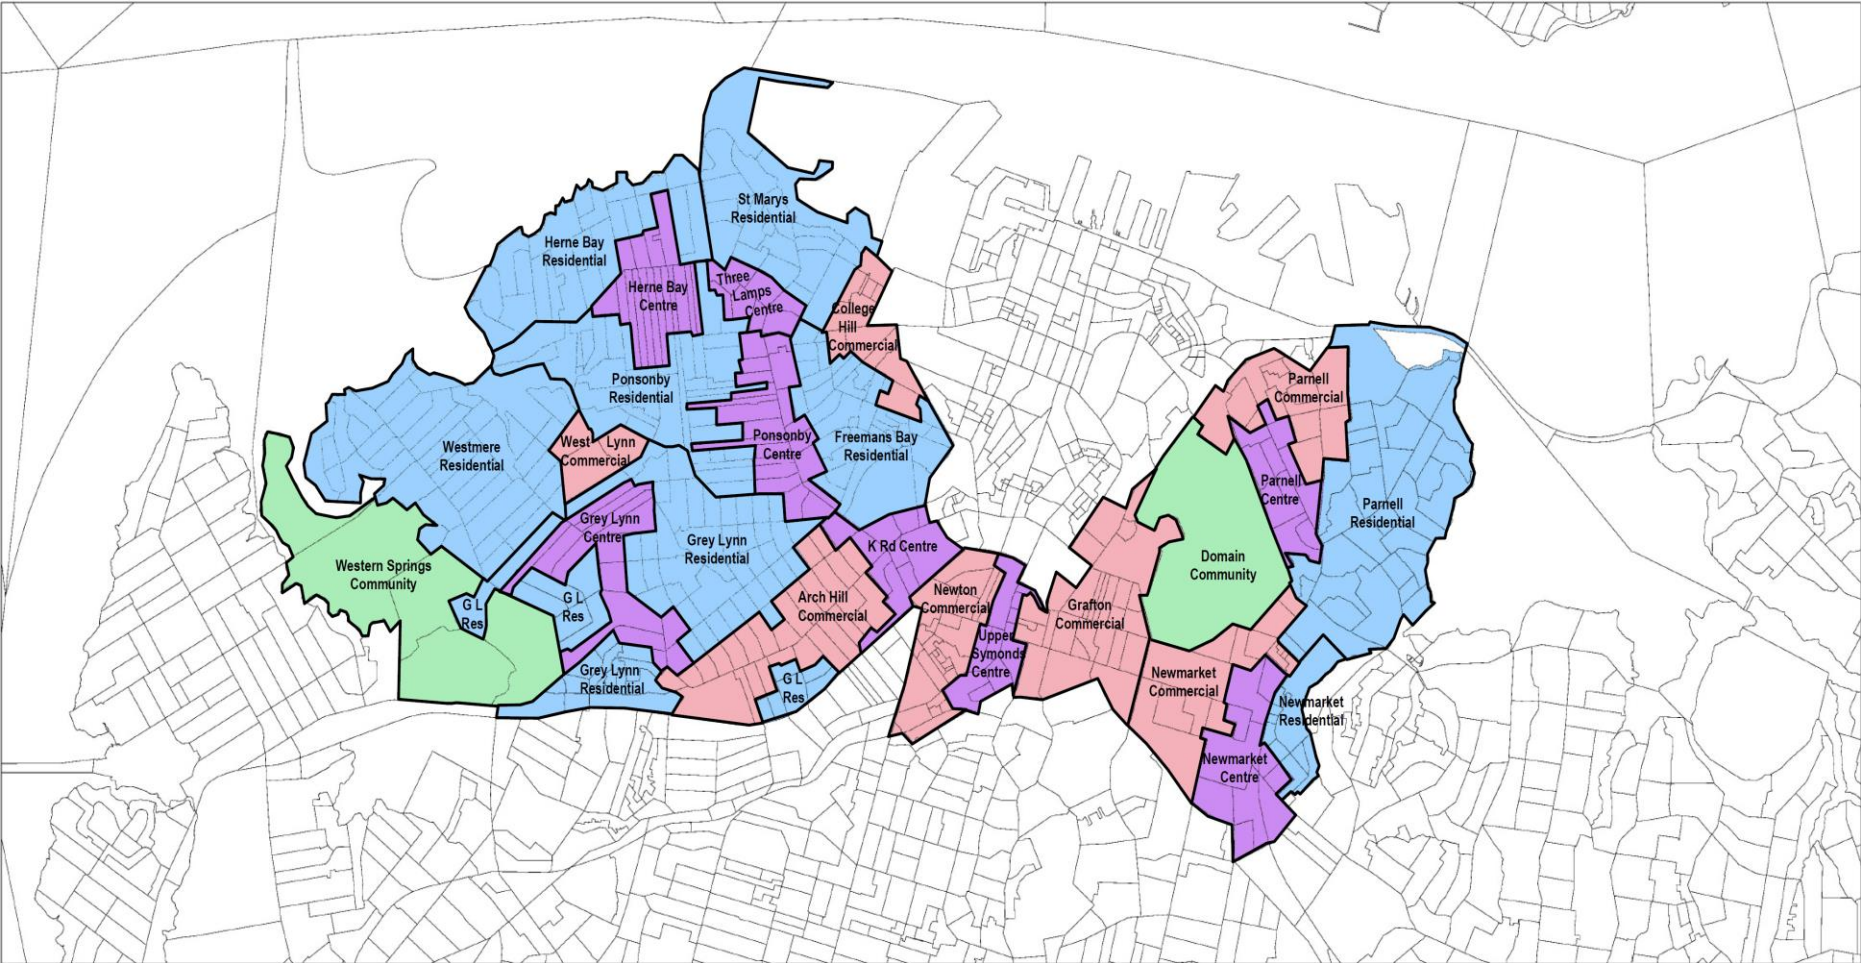 St Marys
Residential
Herne Bay
Residential
Herne Bay
Centre
Three
Lamps
Centre
College
Hill
Commercial
Ponsonby
Residential
Parnell
Commercial
Westmere
Residential
West Lynn
Commercial
Ponsonby
Centre
Freemans Bay
Residential
Parnell
Centre
Parnell
Residential
Grey Lynn
Centre
Grey Lynn
Residential
K Rd Centre
Western Springs
Community
Domain
Community
G L
Res
G L
Res
Arch Hill
Commercial
Newton
Commercial
Grafton
Commercial
Upper
Symonds
Centre
Grey Lynn
Residential
G L
Res
Newmarket
Commercial
Newmarket
Residential
Newmarket
Centre